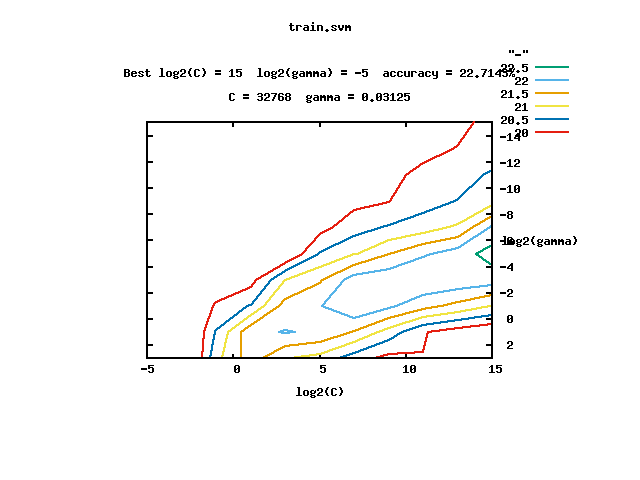 train.svm
"-"
Best log2(C) = 15  log2(gamma) = -5  accuracy = 22.7143%
22.5
22
C = 32768  gamma = 0.03125
21.5
21
20.5
20
-14
-12
-10
-8
-6
log2(gamma)
-4
-2
0
2
-5 0 5 10 15
log2(C)